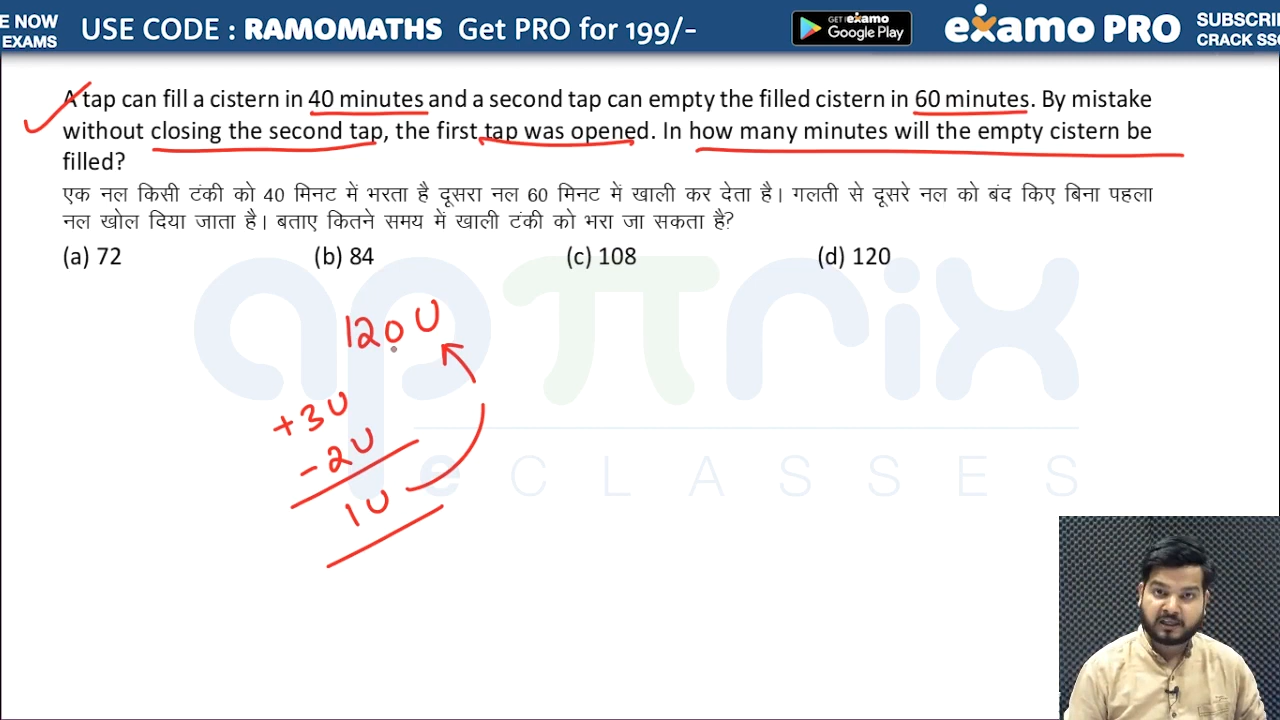 E NOW
EXAMS
USE CODE : RAMOMATHS Get PRO for 199/-
GET IT examo
Google Play
examo PRO
SUBSCRI
CRACK SS
A tap can fill a cistern in 40 minutes and a second tap can empty the filled cistern in 60 minutes. By mistake
without closing the second tap, the first tap was opened. In how many minutes will the empty cistern be
filled?
एक नल किसी टंकी को 40 मिनट में भरता है दूसरा नल 60 मिनट में खाली कर देता है। गलती से दूसरे नल को बंद किए बिना पहला
नल खोल दिया जाता है। बताए कितने समय में खाली टंकी को भरा जा सकता है?
(a) 72 (b) 84 (c) 108 (d) 120
120 U
+3U
-2U
1U
eCLASSES